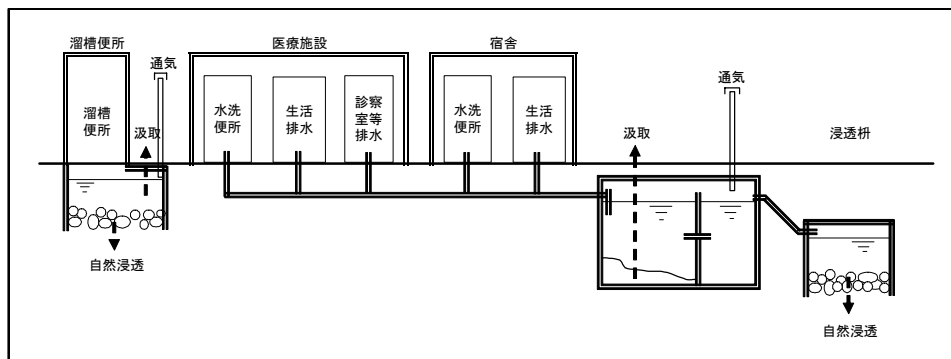 溜槽便所
医療施設
宿舎
通気
通気
溜槽
便所
汲取
水洗
便所
生活
排水
診察
室等
排水
水洗
便所
生活
排水
汲取
浸透枡
自然浸透
自然浸透